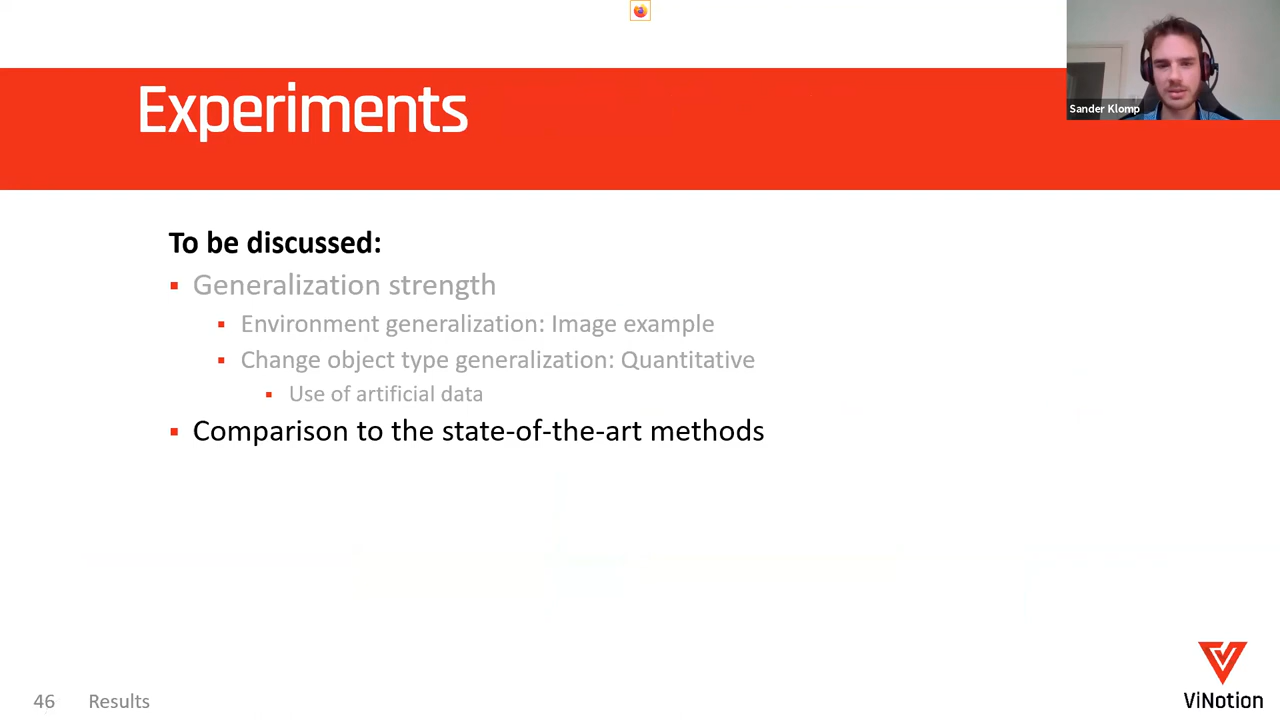 Experiments
Sander Klomp
To be discussed:
Generalization strength
Environment generalization: Image example
Change object type generalization: Quantitative
Use of artificial data
Comparison to the state-of-the-art methods
46 Results
ViNotion